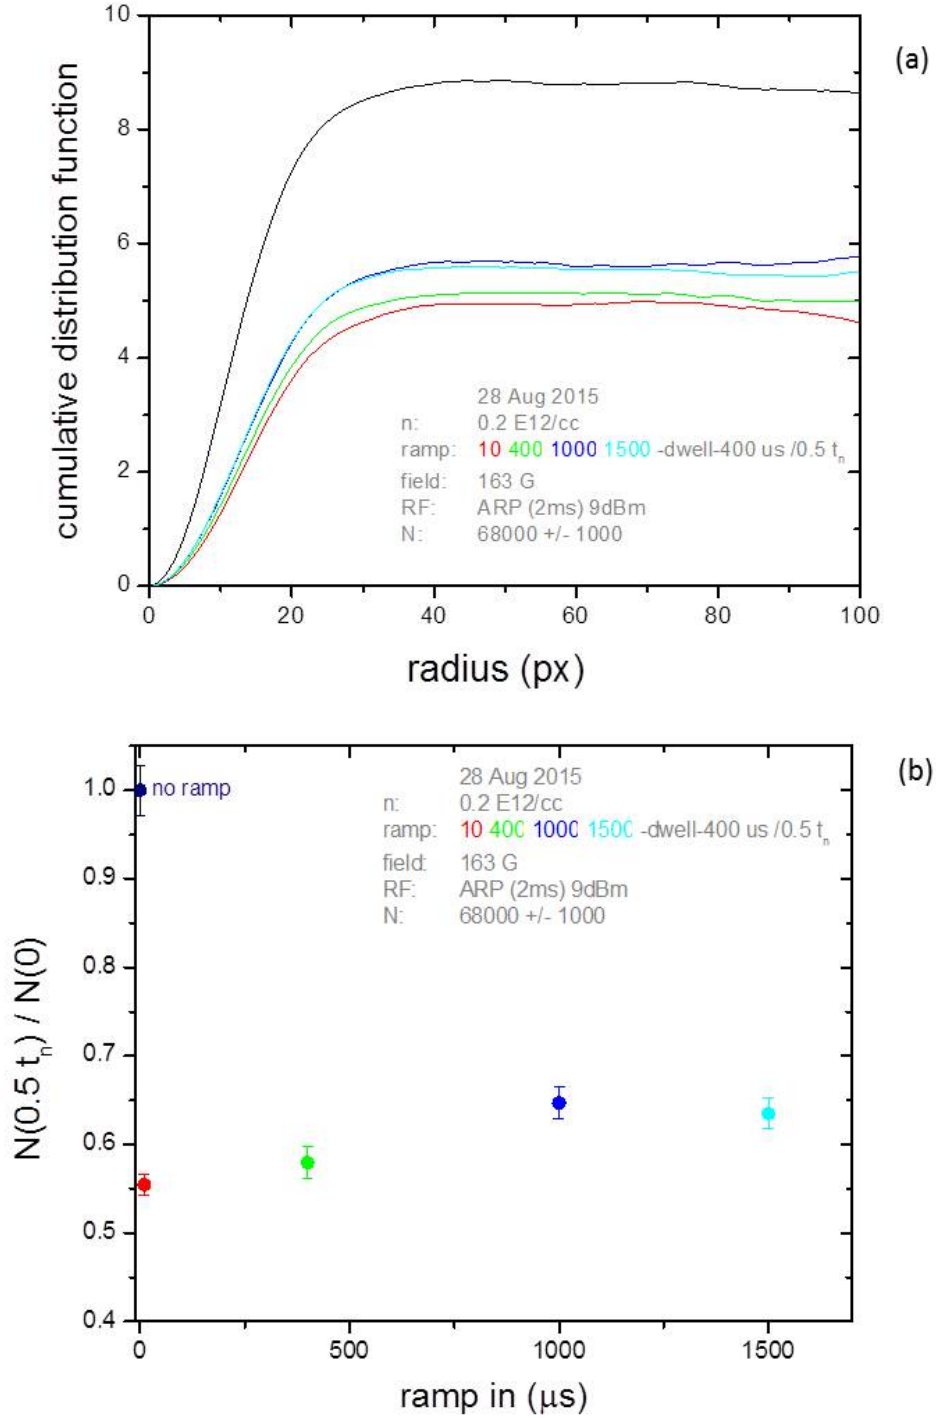 (a)
10
8
6
4
2
0
cumulative distribution function
28 Aug 2015
n: 0.2 E12/cc
ramp: 10 400 1000 1500 -dwell-400 us /0.5 tn
field: 163 G
RF: ARP (2ms) 9dBm
N: 68000 +/- 1000
0 20 40 60 80 100
radius (px)
(b)
1.0
0.9
0.8
0.7
0.6
0.5
0.4
N(0.5 tn) / N(0)
no ramp
28 Aug 2015
n: 0.2 E12/cc
ramp: 10 400 1000 1500 -dwell-400 us /0.5 tn
field: 163 G
RF: ARP (2ms) 9dBm
N: 68000 +/- 1000
0 500 1000 1500
ramp in (μs)